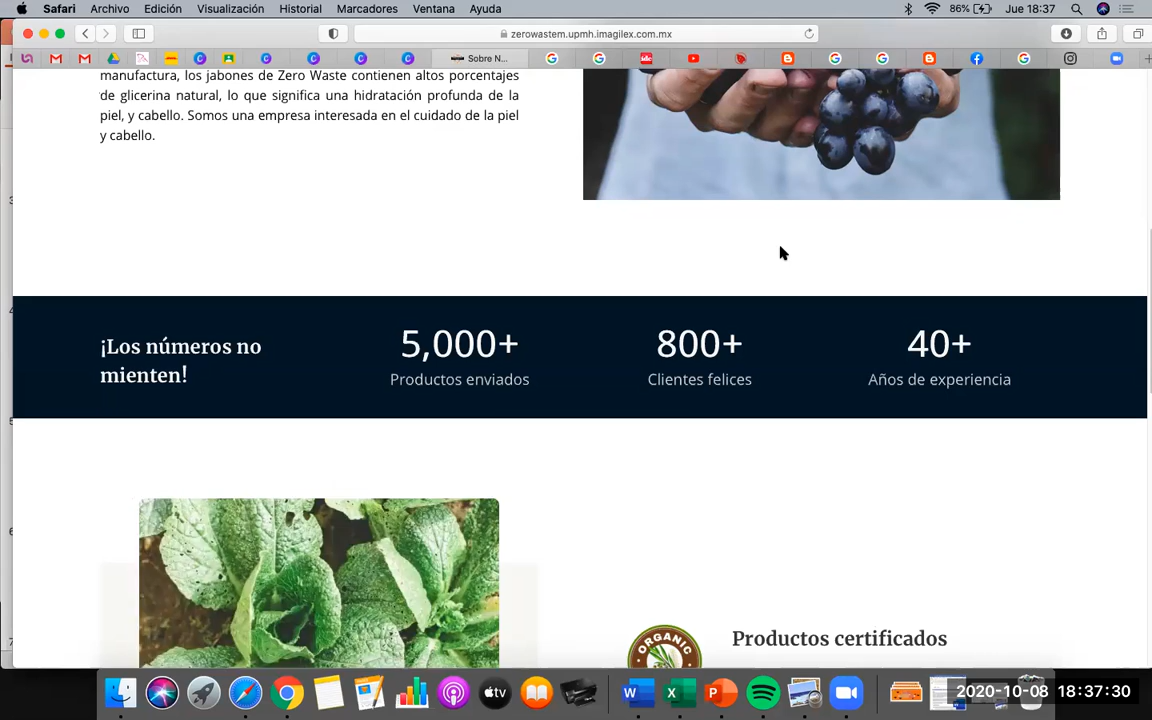 Safari Archivo Edición Visualización Historial Marcadores Ventana Ayuda 86% Jue 18:37
zerowastem.upmh.imagilex.com.mx
Sobre N...
manufactura, los jabones de Zero Waste contienen altos porcentajes
de glicerina natural, lo que significa una hidratación profunda de la
piel, y cabello. Somos una empresa interesada en el cuidado de la piel
y cabello.
¡Los números no
mienten!
5,000+
Productos enviados
800+
Clientes felices
40+
Años de experiencia
ORGANIC
Productos certificados
2020-10-08 18:37:30